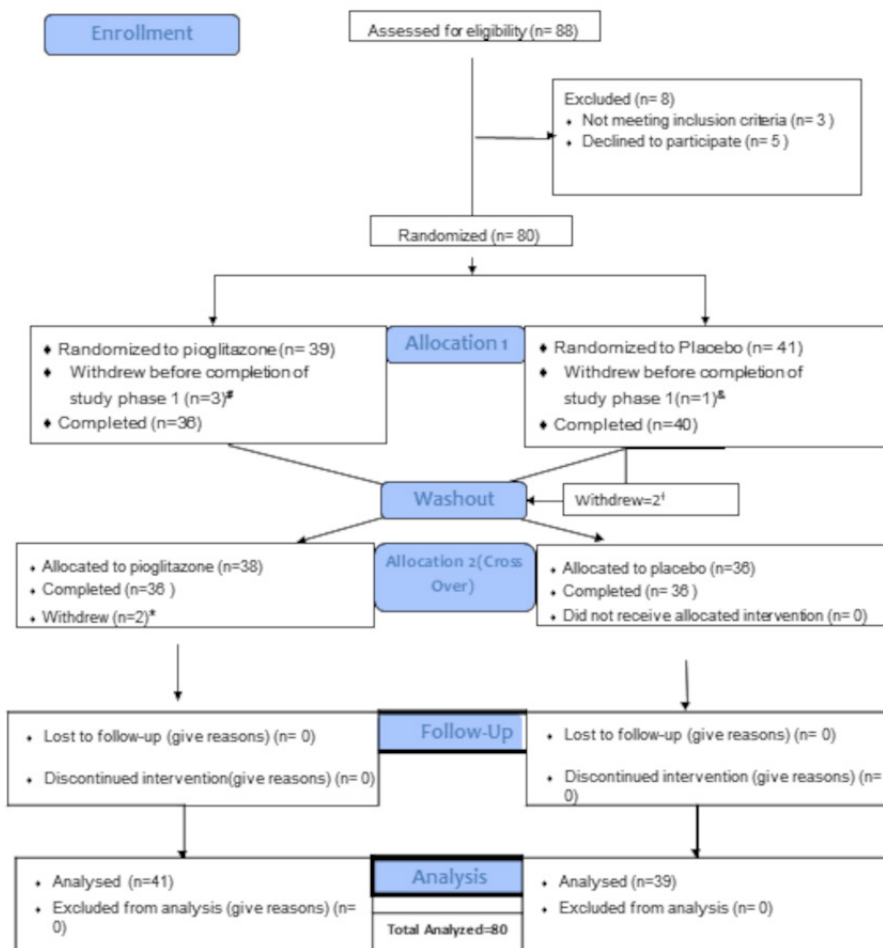 Enrollment
Assessed for eligibility (n= 88)
Excluded (n= 8)
♦ Not meeting inclusion criteria (n= 3 )
♦ Declined to participate (n= 5 )
Randomized (n= 80)
Allocation 1
♦ Randomized to pioglitazone (n= 39)
♦ Withdrew before completion of
study phase 1 (n=3)#
♦ Completed (n=36)
♦ Randomized to Placebo (n= 41)
♦ Withdrew before completion of
study phase 1(n=1)&
♦ Completed (n=40)
Washout
Withdrew=2†
Allocation 2(Cross
Over)
♦ Allocated to pioglitazone (n=38)
♦ Completed (n=36 )
♦ Withdrew (n=2)*
♦ Allocated to placebo (n=36)
♦ Completed (n= 36 )
♦ Did not receive allocated intervention (n= 0)
Follow-Up
♦ Lost to follow-up (give reasons) (n= 0)
♦ Discontinued intervention(give reasons) (n= 0)
♦ Lost to follow-up (give reasons) (n= 0)
♦ Discontinued intervention (give reasons) (n=
0)
Analysis
Total Analyzed=80
♦ Analysed (n=41)
♦ Excluded from analysis (give reasons) (n=
0)
♦ Analysed (n=39)
♦ Excluded from analysis (n= 0)